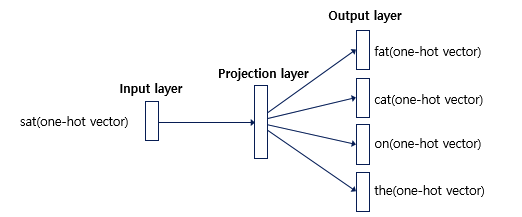 Output layer
fat(one-hot vector)
Projection layer
Input layer
cat(one-hot vector)
sat(one-hot vector)
on(one-hot vector)
the(one-hot vector)